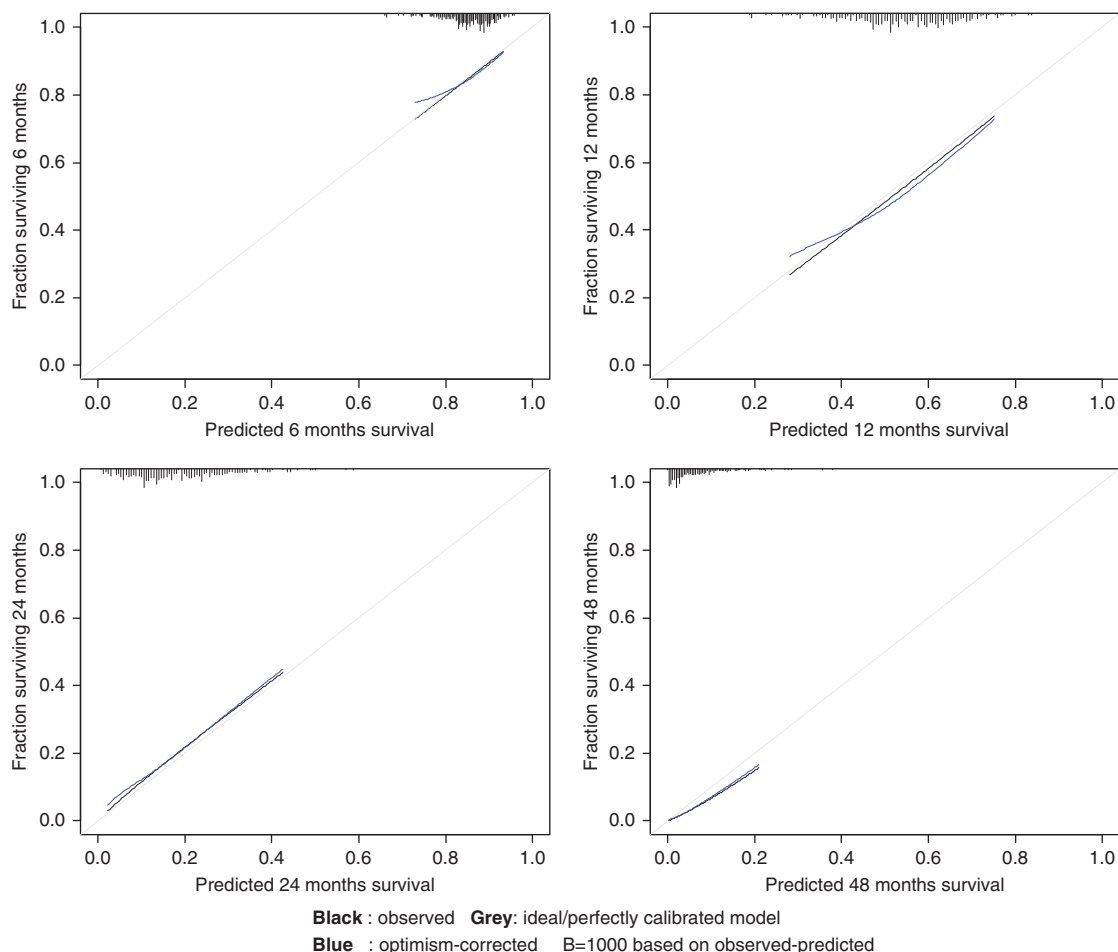 1.0
0.8
0.6
0.4
0.2
0.0
Fraction surviving 6 months
0.0 0.2 0.4 0.6 0.8 1.0
Predicted 6 months survival
1.0
0.8
0.6
0.4
0.2
0.0
Fraction surviving 12 months
0.0 0.2 0.4 0.6 0.8 1.0
Predicted 12 months survival
1.0
0.8
0.6
0.4
0.2
0.0
Fraction surviving 24 months
0.0 0.2 0.4 0.6 0.8 1.0
Predicted 24 months survival
1.0
0.8
0.6
0.4
0.2
0.0
Fraction surviving 48 months
0.0 0.2 0.4 0.6 0.8 1.0
Predicted 48 months survival
Black : observed Grey: ideal/perfectly calibrated model
Blue : optimism-corrected B=1000 based on observed-predicted